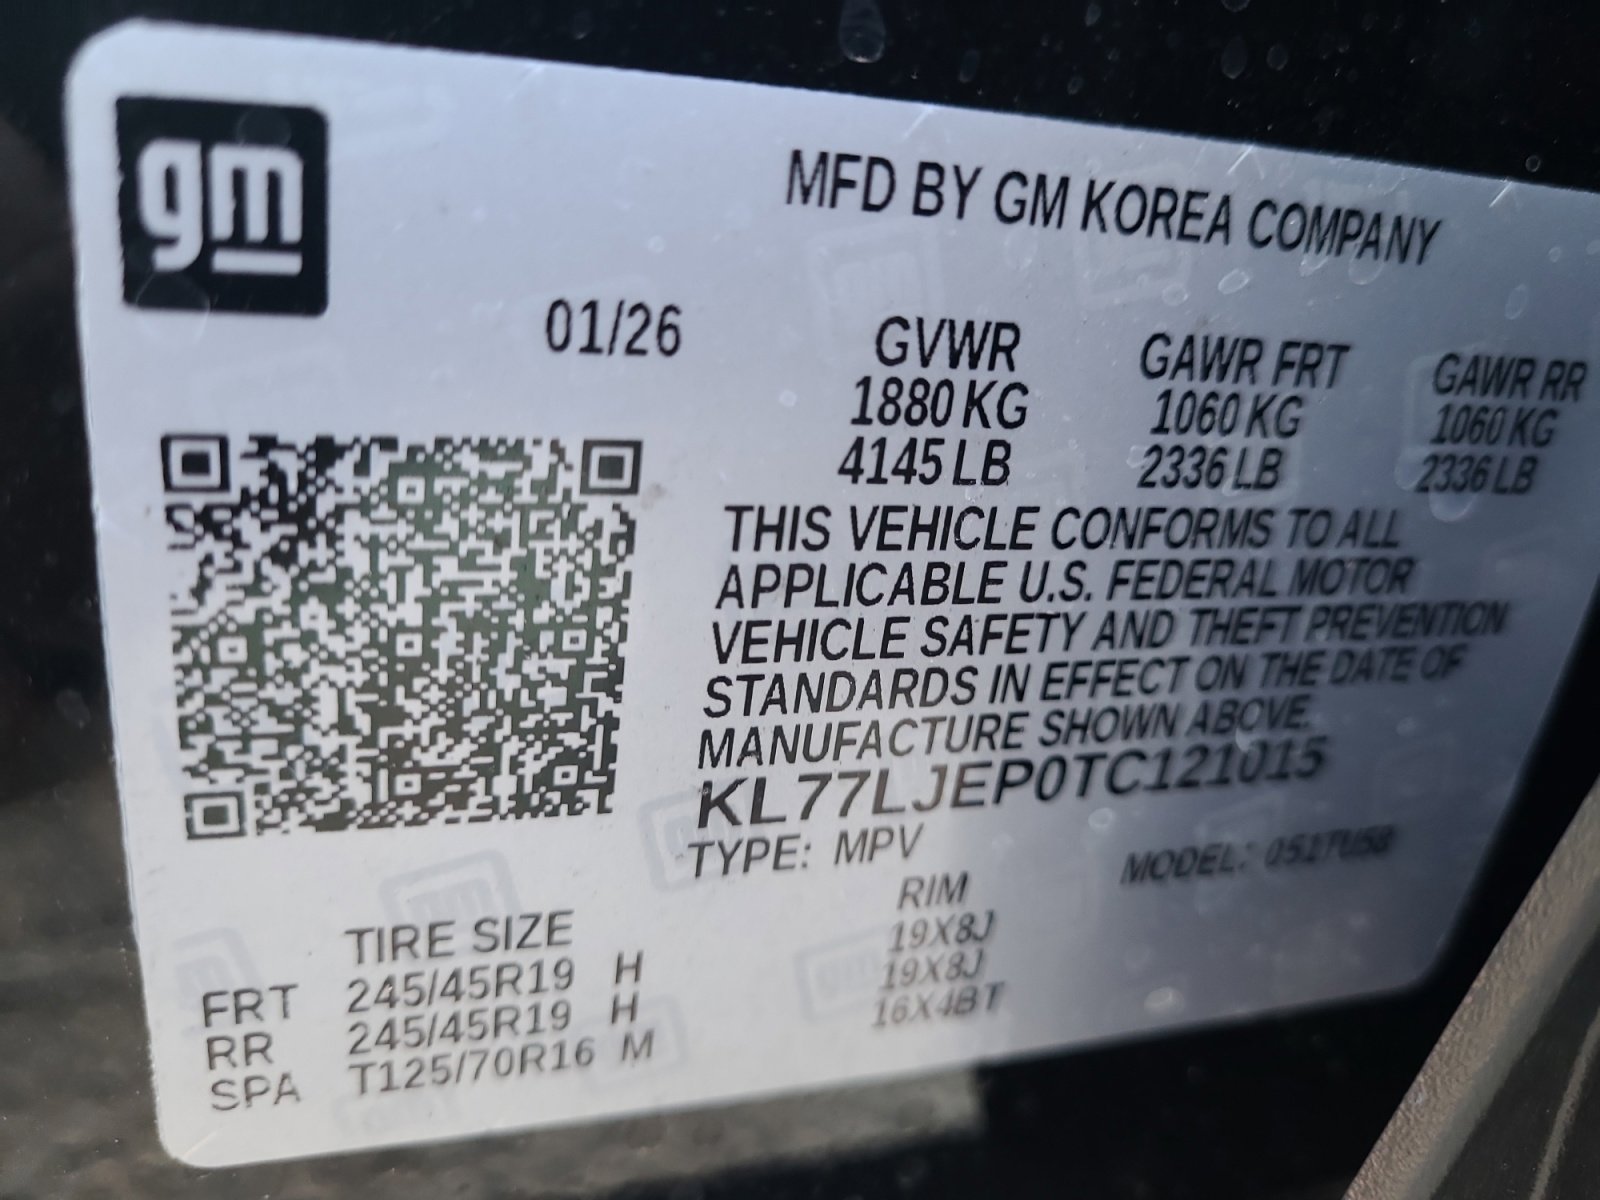 gm
MFD BY GM KOREA COMPANY
01/26
GVWR GAWR FRT GAWR RR
1880 KG 1060 KG 1060 KG
4145 LB 2336 LB 2336 LB
THIS VEHICLE CONFORMS TO ALL
APPLICABLE U.S. FEDERAL MOTOR
VEHICLE SAFETY AND THEFT PREVENTION
STANDARDS IN EFFECT ON THE DATE OF
MANUFACTURE SHOWN ABOVE.
KL77LJEP0TC121015
TYPE: MPV MODEL:
TIRE SIZE RIM
FRT 245/45R19 H 19X8J
RR 245/45R19 H 19X8J
SPA T125/70R16 M 16X4BT